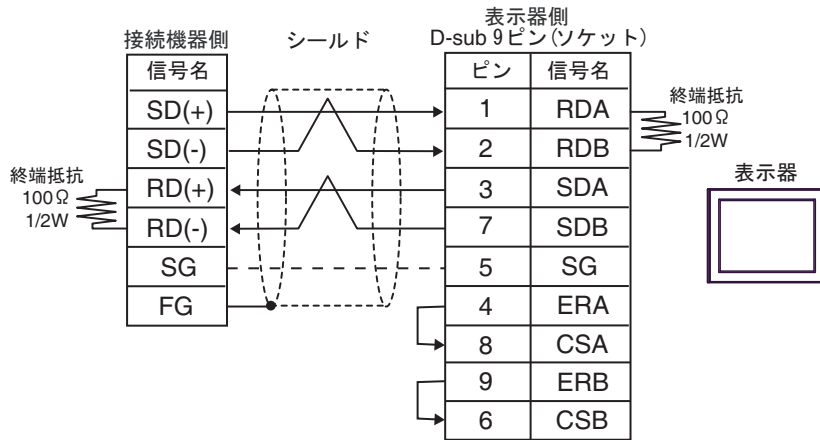 表示器側
接続機器側 シールド D-sub 9ピン(ソケット)
信号名 ピン 信号名
SD(+) 1 RDA
SD(-) 2 RDB
RD(+) 3 SDA
RD(-) 7 SDB
SG 5 SG
FG 4 ERA
8 CSA
9 ERB
6 CSB
終端抵抗
100Ω
1/2W
終端抵抗
100Ω
1/2W
表示器